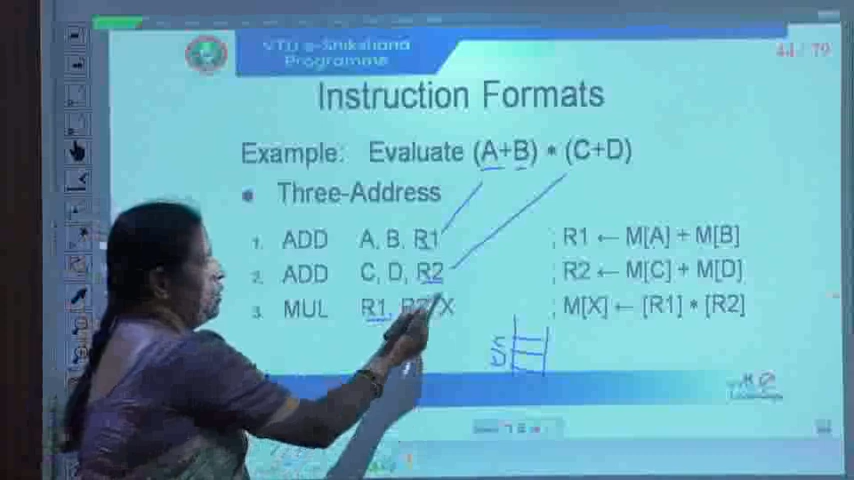 VTU e-Shikshana
Programme
44 / 79
Instruction Formats
Example: Evaluate (A+B) * (C+D)
• Three-Address
1. ADD A, B, R1 ; R1 ← M[A] + M[B]
2. ADD C, D, R2 ; R2 ← M[C] + M[D]
3. MUL R1, R2, X ; M[X] ← [R1] * [R2]
C
D